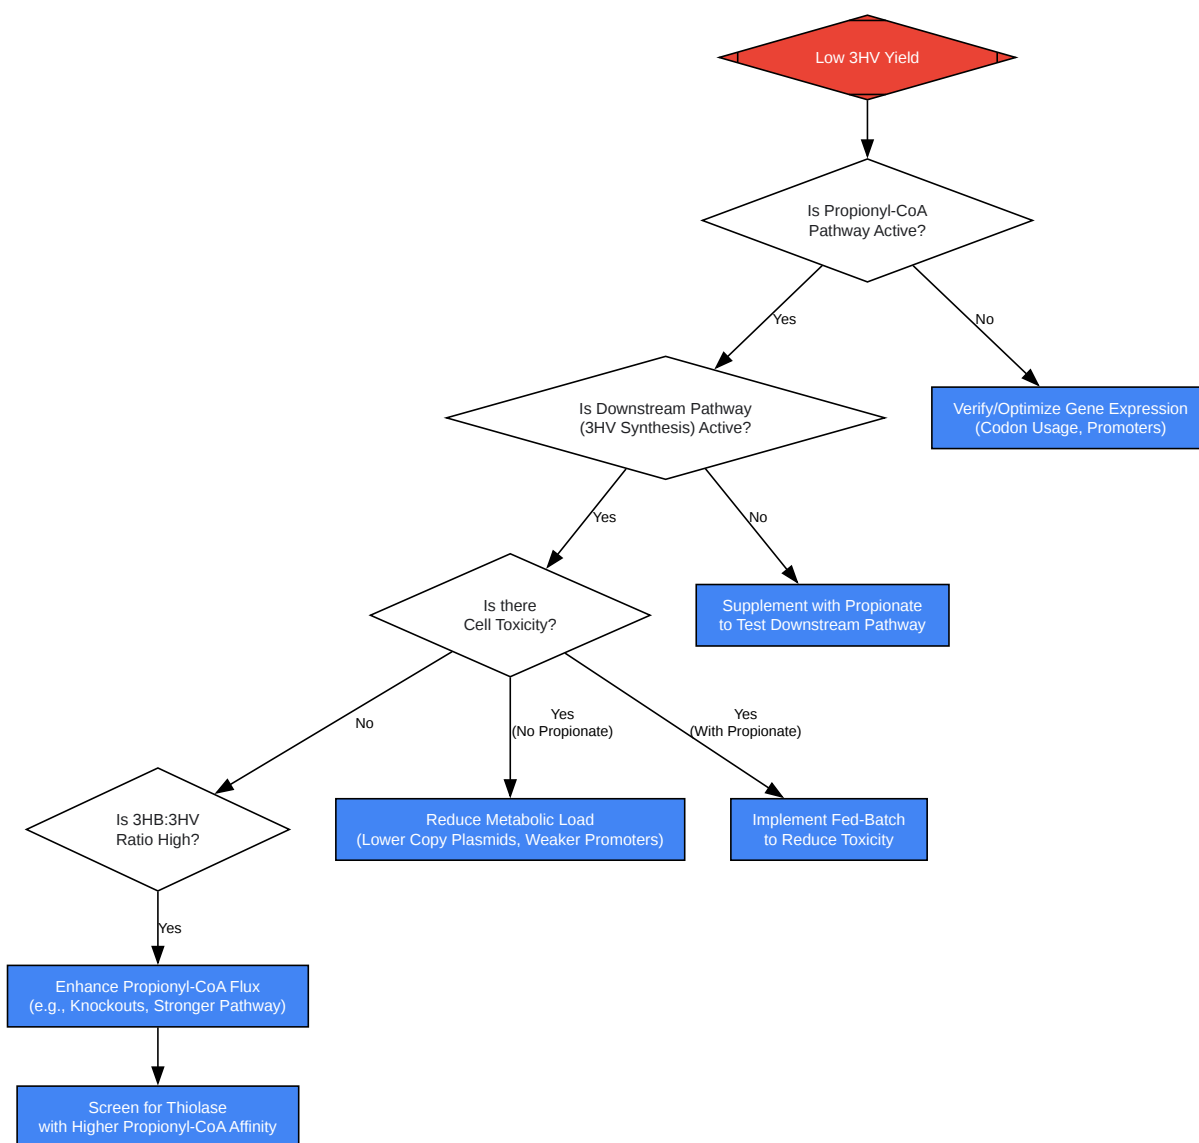 Low 3HV Yield
Is Propionyl-CoA
Pathway Active?
Yes
No
Is Downstream Pathway
(3HV Synthesis) Active?
Verify/Optimize Gene Expression
(Codon Usage, Promoters)
Yes
No
Is there
Cell Toxicity?
Supplement with Propionate
to Test Downstream Pathway
No
Yes
(No Propionate)
Yes
(With Propionate)
Is 3HB:3HV
Ratio High?
Reduce Metabolic Load
(Lower Copy Plasmids, Weaker Promoters)
Implement Fed-Batch
to Reduce Toxicity
Yes
Enhance Propionyl-CoA Flux
(e.g., Knockouts, Stronger Pathway)
Screen for Thiolase
with Higher Propionyl-CoA Affinity